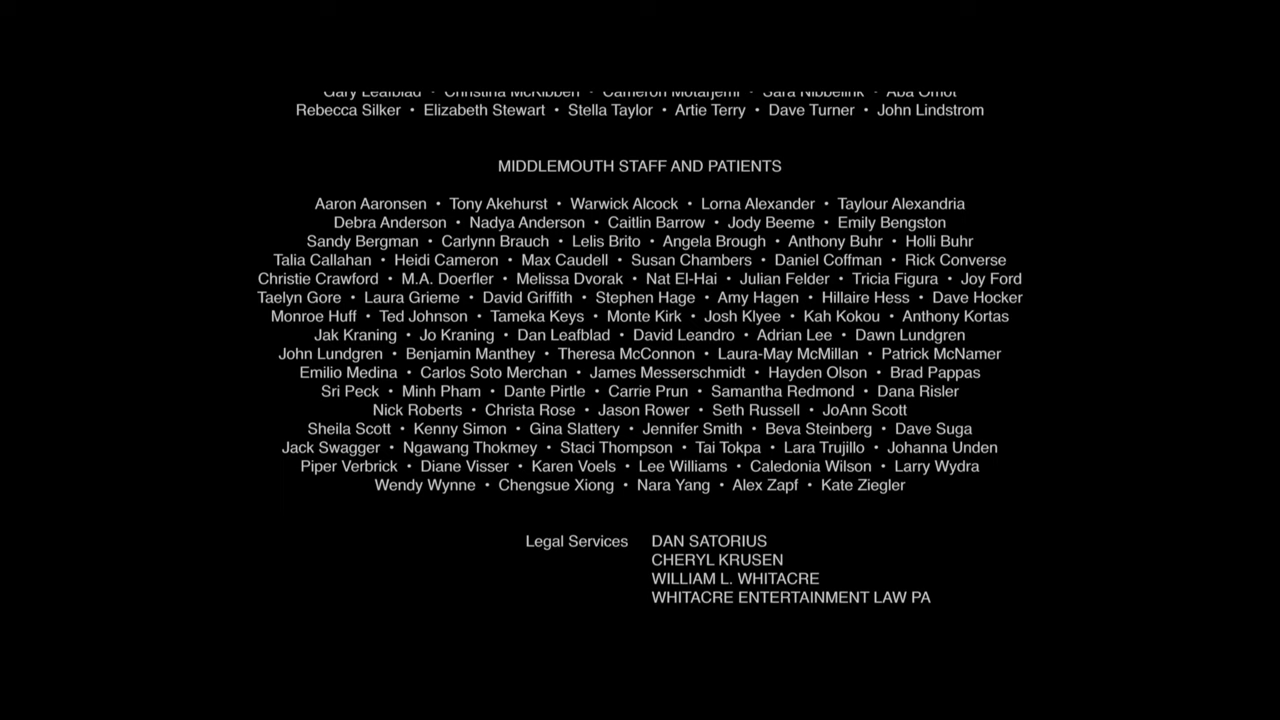 Gary Leafblad • Christina McKibben • Cameron Motarjemi • Sara Nibbelink • Aba Omot
Rebecca Silker • Elizabeth Stewart • Stella Taylor • Artie Terry • Dave Turner • John Lindstrom
MIDDLEMOUTH STAFF AND PATIENTS
Aaron Aaronsen • Tony Akehurst • Warwick Alcock • Lorna Alexander • Taylour Alexandria
Debra Anderson • Nadya Anderson • Caitlin Barrow • Jody Beeme • Emily Bengston
Sandy Bergman • Carlynn Brauch • Lelis Brito • Angela Brough • Anthony Buhr • Holli Buhr
Talia Callahan • Heidi Cameron • Max Caudell • Susan Chambers • Daniel Coffman • Rick Converse
Christie Crawford • M.A. Doerfler • Melissa Dvorak • Nat El-Hai • Julian Felder • Tricia Figura • Joy Ford
Taelyn Gore • Laura Grieme • David Griffith • Stephen Hage • Amy Hagen • Hillaire Hess • Dave Hocker
Monroe Huff • Ted Johnson • Tameka Keys • Monte Kirk • Josh Klyee • Kah Kokou • Anthony Kortas
Jak Kraning • Jo Kraning • Dan Leafblad • David Leandro • Adrian Lee • Dawn Lundgren
John Lundgren • Benjamin Manthey • Theresa McConnon • Laura-May McMillan • Patrick McNamer
Emilio Medina • Carlos Soto Merchan • James Messerschmidt • Hayden Olson • Brad Pappas
Sri Peck • Minh Pham • Dante Pirtle • Carrie Prun • Samantha Redmond • Dana Risler
Nick Roberts • Christa Rose • Jason Rower • Seth Russell • JoAnn Scott
Sheila Scott • Kenny Simon • Gina Slattery • Jennifer Smith • Beva Steinberg • Dave Suga
Jack Swagger • Ngawang Thokmey • Staci Thompson • Tai Tokpa • Lara Trujillo • Johanna Unden
Piper Verbrick • Diane Visser • Karen Voels • Lee Williams • Caledonia Wilson • Larry Wydra
Wendy Wynne • Chengsue Xiong • Nara Yang • Alex Zapf • Kate Ziegler
Legal Services DAN SATORIUS
CHERYL KRUSEN
WILLIAM L. WHITACRE
WHITACRE ENTERTAINMENT LAW PA